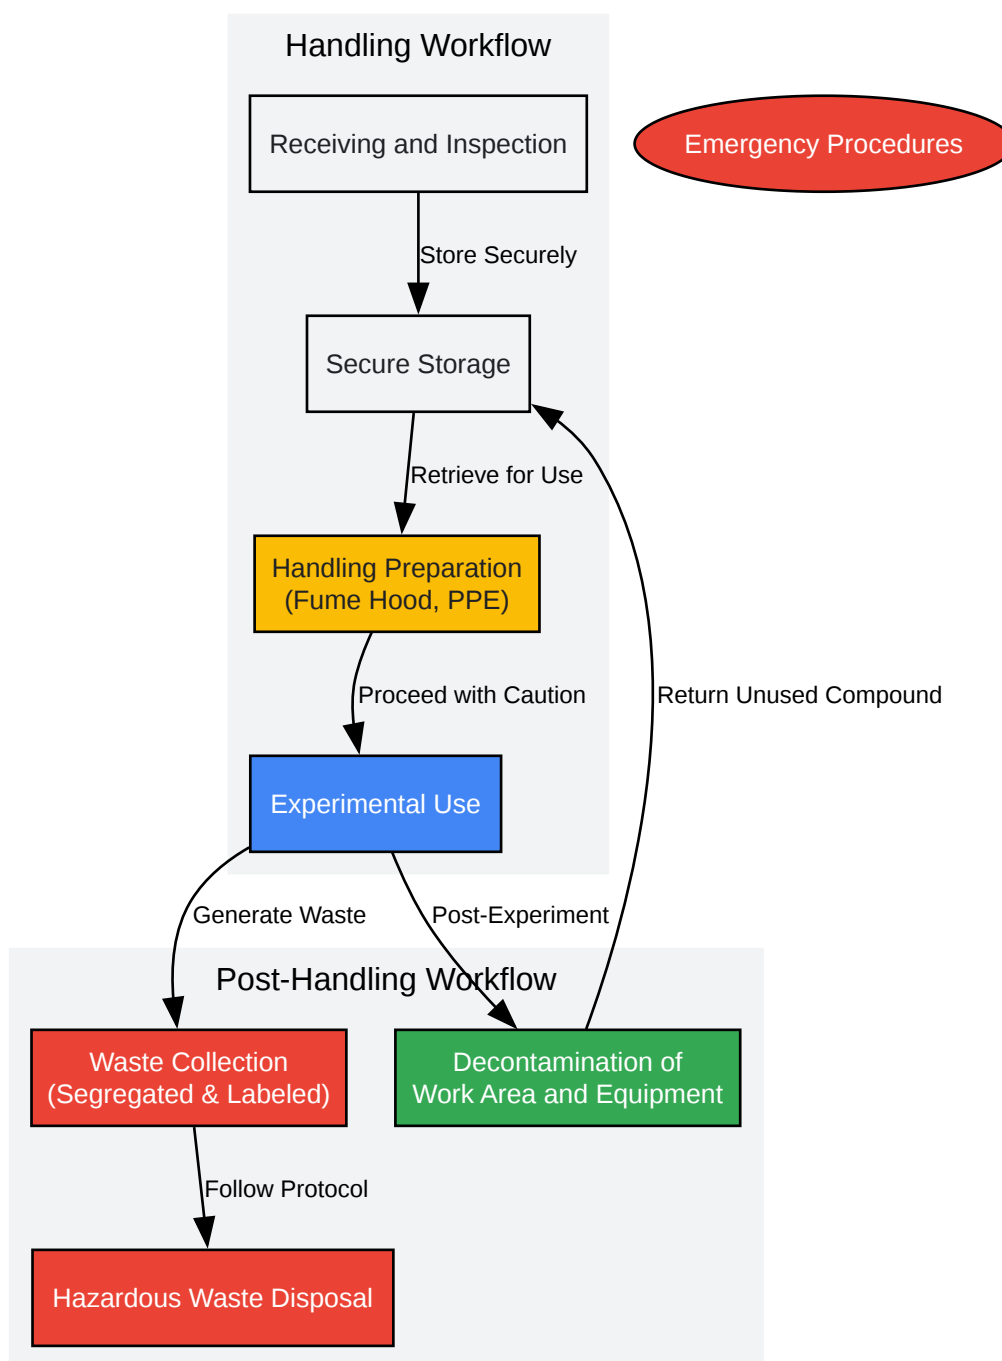 Handling Workflow
Receiving and Inspection
Emergency Procedures
Store Securely
Secure Storage
Retrieve for Use
Handling Preparation
(Fume Hood, PPE)
Proceed with Caution
Return Unused Compound
Experimental Use
Generate Waste
Post-Experiment
Post-Handling Workflow
Waste Collection
(Segregated & Labeled)
Decontamination of
Work Area and Equipment
Follow Protocol
Hazardous Waste Disposal